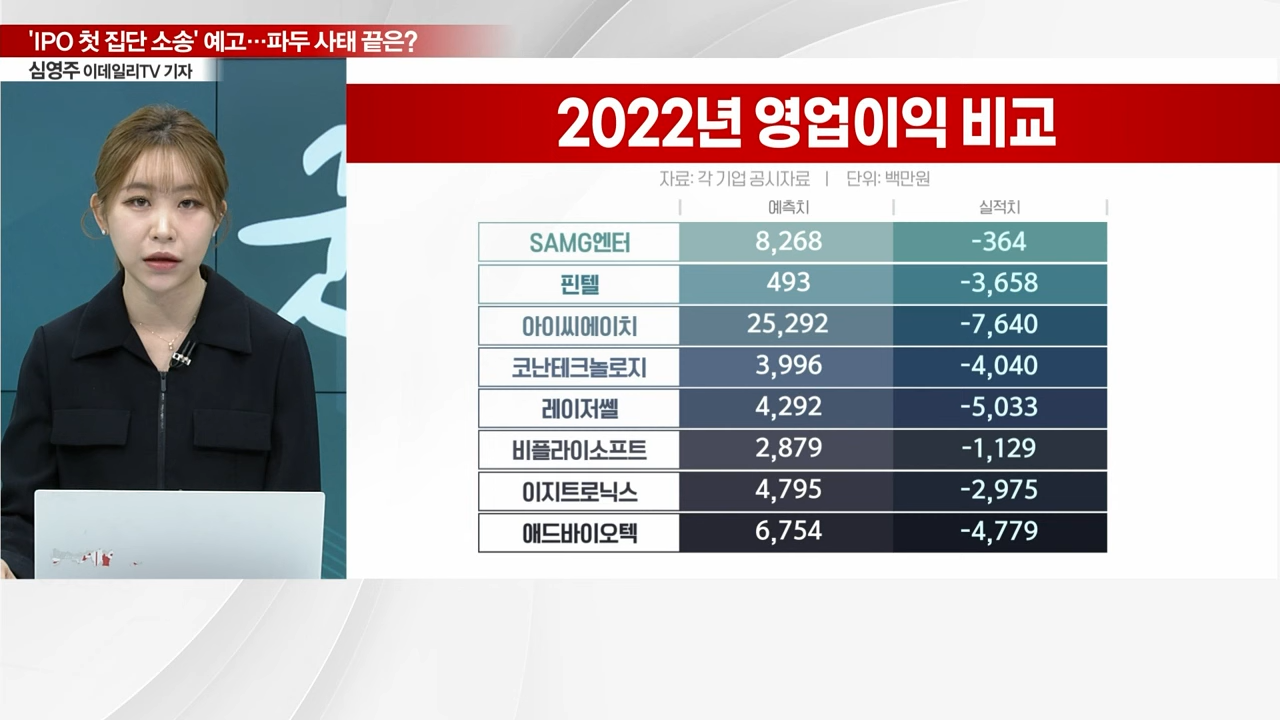 'IPO 첫 집단 소송' 예고…파두 사태 끝은?
심영주 이데일리TV 기자
2022년 영업이익 비교
자료: 각 기업 공시자료 | 단위: 백만원
예측치 실적치
SAMG엔터 8,268 -364
핀텔 493 -3,658
아이씨에이치 25,292 -7,640
코난테크놀로지 3,996 -4,040
레이저쎌 4,292 -5,033
비플라이소프트 2,879 -1,129
이지트로닉스 4,795 -2,975
애드바이오텍 6,754 -4,779